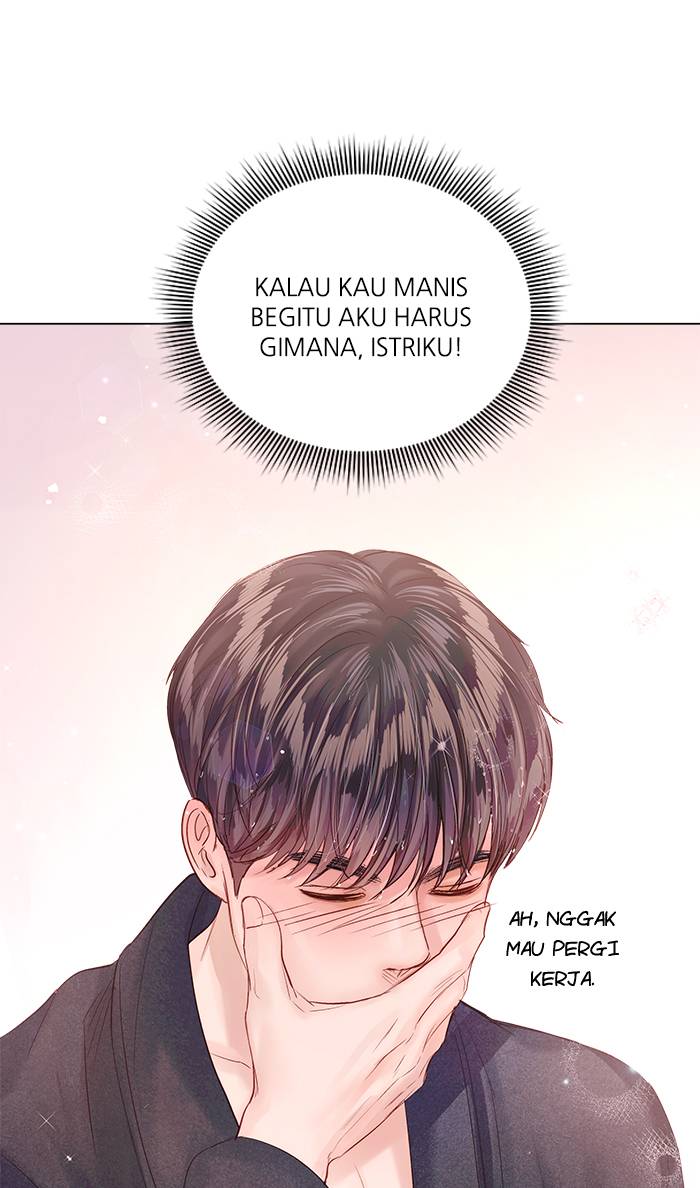 KALAU KAU MANIS
BEGITU AKU HARUS
GIMANA, ISTRIKU!
AH, NGGAK
MAU PERGI
KERJA.